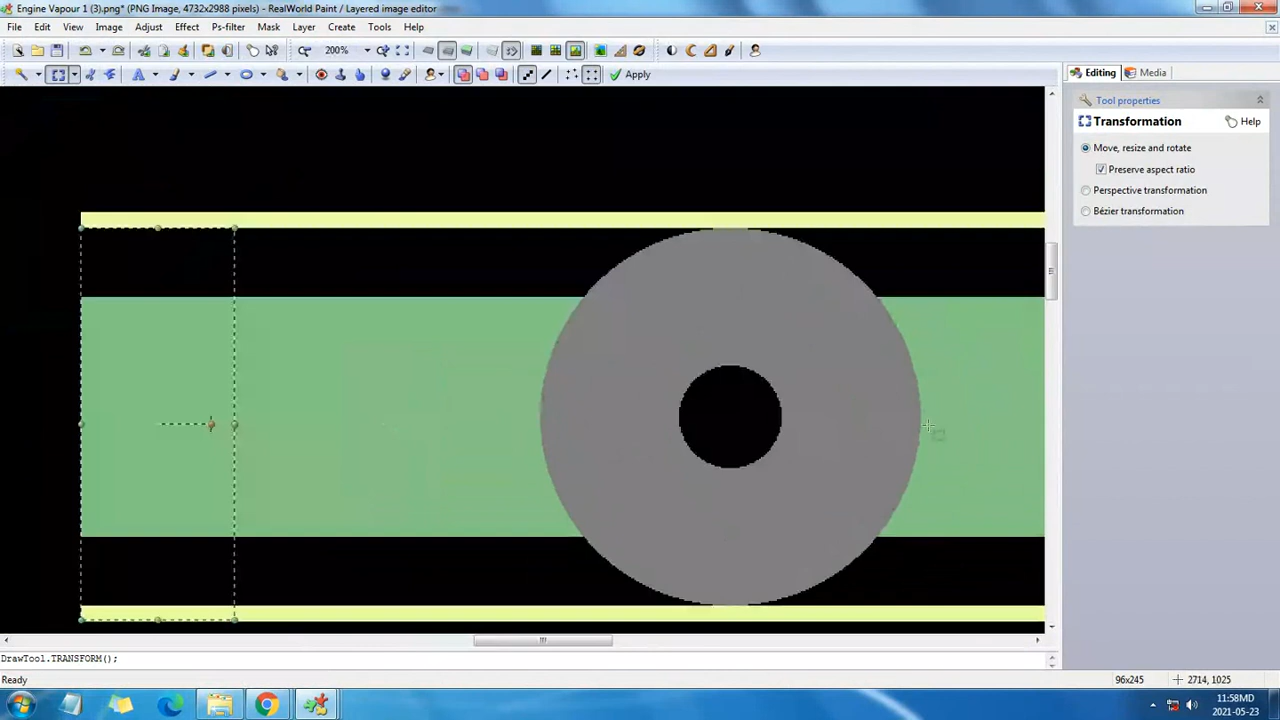 Engine Vapour 1 (3).png* (PNG Image, 4732x2988 pixels) - RealWorld Paint / Layered image editor
File Edit View Image Adjust Effect Ps-filter Mask Layer Create Tools Help
200%
Apply
Editing Media
Tool properties
Transformation Help
Move, resize and rotate
Preserve aspect ratio
Perspective transformation
Bézier transformation
DrawTool.TRANSFORM();
Ready 96x245 2714, 1025
11:58MD
2021-05-23